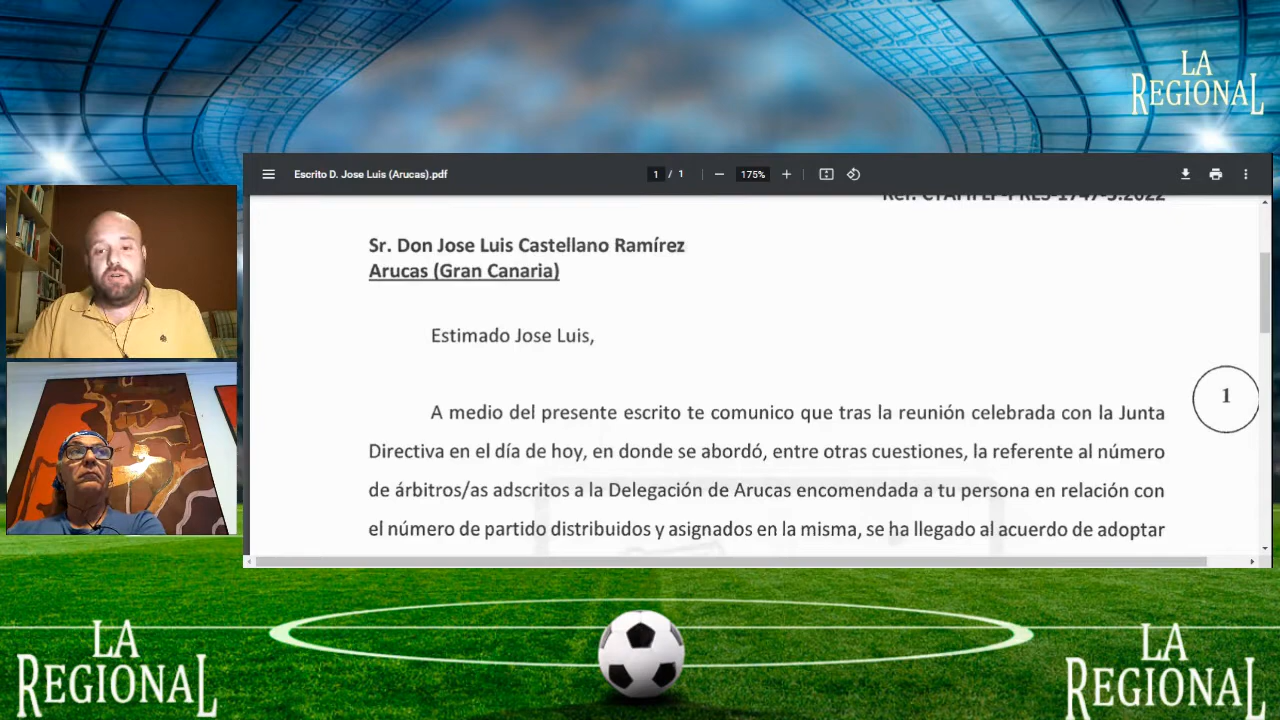 LA
REGIONAL
Escrito D. Jose Luis (Arucas).pdf
1 / 1
175%
Sr. Don Jose Luis Castellano Ramírez
Arucas (Gran Canaria)
Estimado Jose Luis,
A medio del presente escrito te comunico que tras la reunión celebrada con la Junta
1
Directiva en el día de hoy, en donde se abordó, entre otras cuestiones, la referente al número
de árbitros/as adscritos a la Delegación de Arucas encomendada a tu persona en relación con
el número de partido distribuidos y asignados en la misma, se ha llegado al acuerdo de adoptar
LA
REGIONAL
LA
REGIONAL